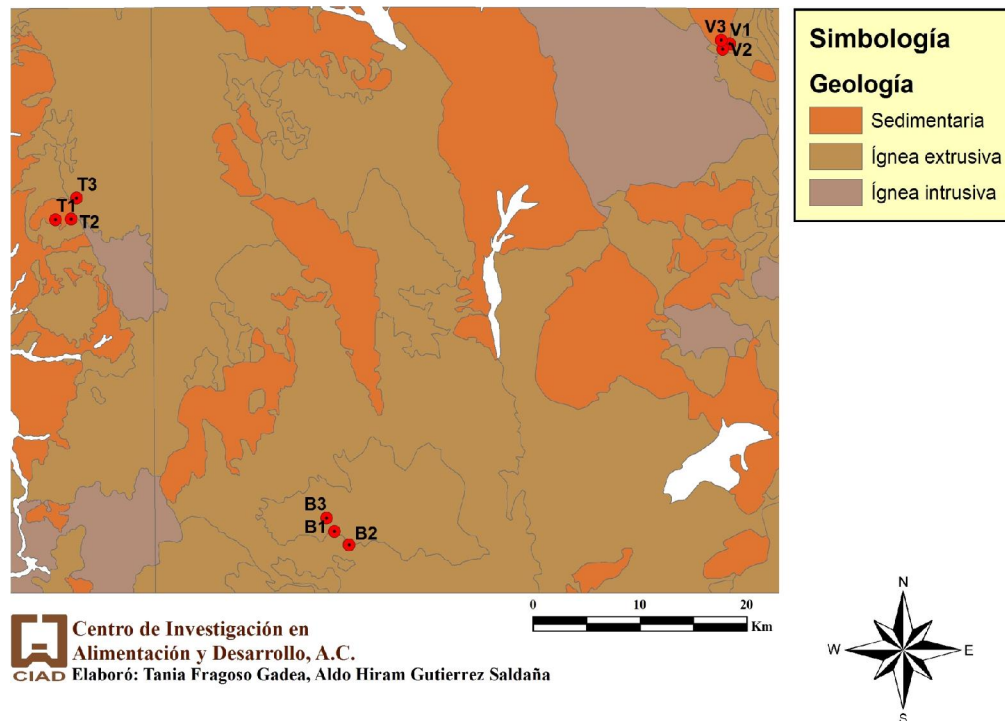 V3 V1
V2
T3
T1
T2
B3
B1
B2
Simbología
Geología
Sedimentaria
Ígnea extrusiva
Ígnea intrusiva
0 10 20
Km
CIAD
Centro de Investigación en
Alimentación y Desarrollo, A.C.
Elaboró: Tania Fragoso Gadea, Aldo Hiram Gutierrez Saldaña
N
W E
S